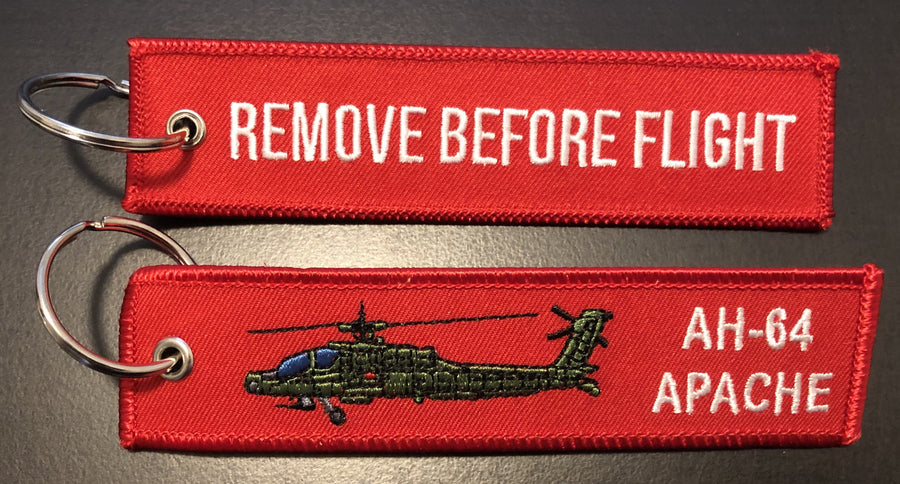 REMOVE BEFORE FLIGHT
AH-64
APACHE